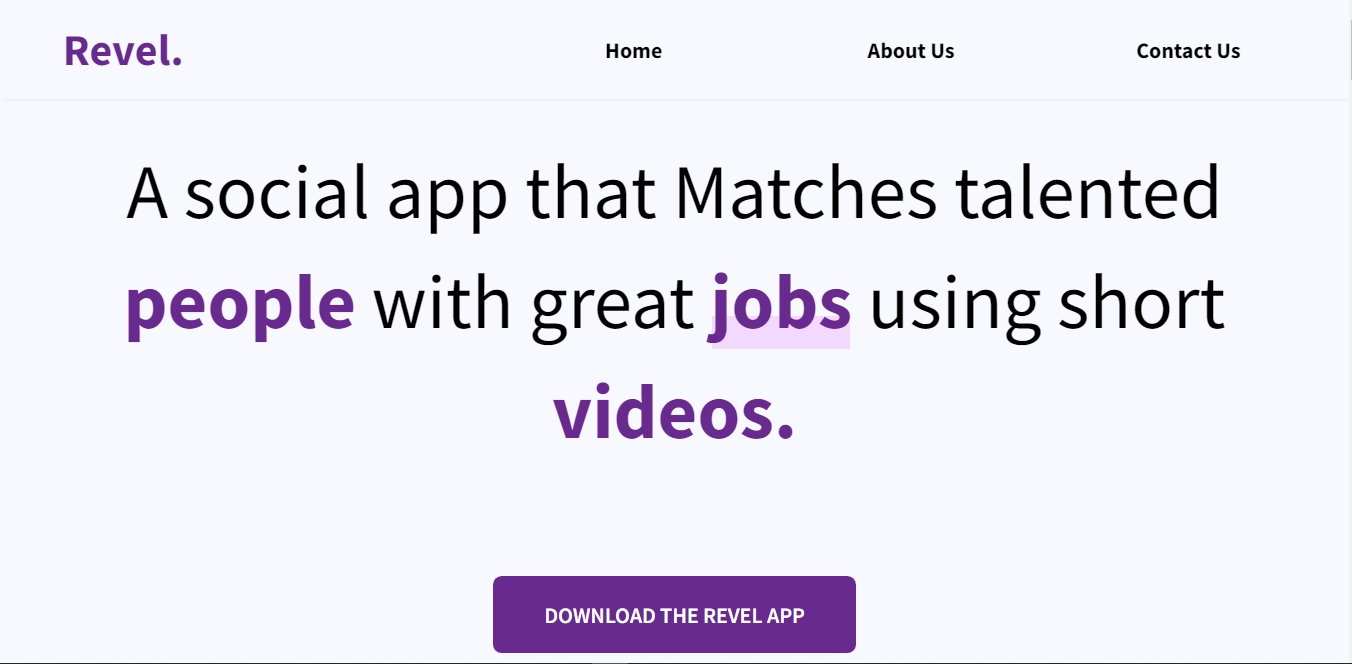 Revel.
Home
About Us
Contact Us
A social app that Matches talented
people with great jobs using short
videos.
DOWNLOAD THE REVEL APP